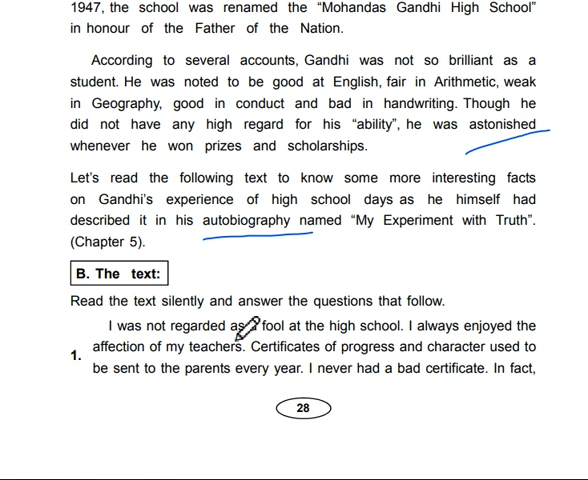 1947, the school was renamed the “Mohandas Gandhi High School”
in honour of the Father of the Nation.
According to several accounts, Gandhi was not so brilliant as a
student. He was noted to be good at English, fair in Arithmetic, weak
in Geography, good in conduct and bad in handwriting. Though he
did not have any high regard for his “ability”, he was astonished
whenever he won prizes and scholarships.
Let’s read the following text to know some more interesting facts
on Gandhi’s experience of high school days as he himself had
described it in his autobiography named “My Experiment with Truth”.
(Chapter 5).
B. The text:
Read the text silently and answer the questions that follow.
I was not regarded as fool at the high school. I always enjoyed the
1. affection of my teachers. Certificates of progress and character used to
be sent to the parents every year. I never had a bad certificate. In fact,
28